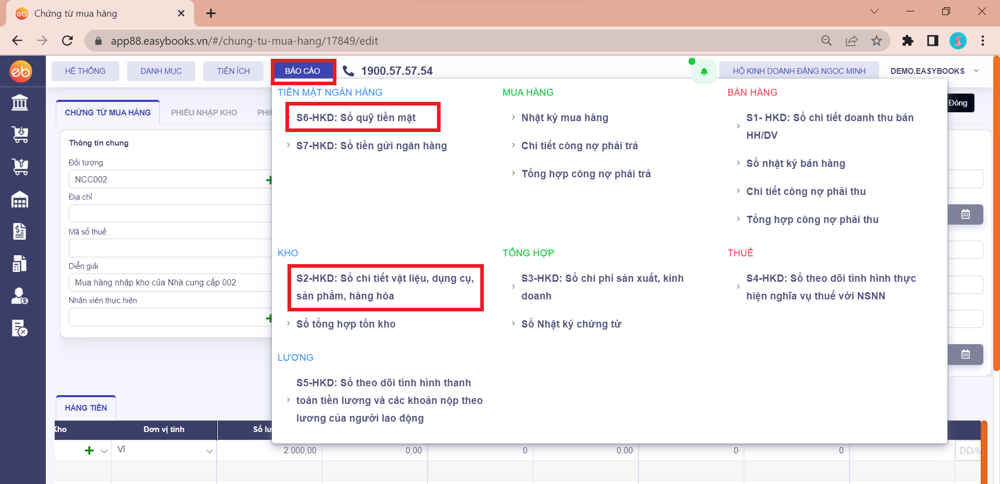 eb Chứng từ mua hàng
app88.easybooks.vn/#/chung-tu-mua-hang/17849/edit
eb
HỆ THỐNG
DANH MỤC
TIỆN ÍCH
BÁO CÁO
1900.57.57.54
HỘ KINH DOANH ĐẶNG NGỌC MINH
DEMO.EASYBOOKS
Đóng
CHỨNG TỪ MUA HÀNG
PHIẾU NHẬP KHO
PHI
Thông tin chung
Đối tượng
NCC002
Địa chỉ
Mã số thuế
Diễn giải
Mua hàng nhập kho của Nhà cung cấp 002
Nhân viên thực hiện
TIỀN MẶT NGÂN HÀNG
S6-HKD: Sổ quỹ tiền mặt
S7-HKD: Sổ tiền gửi ngân hàng
MUA HÀNG
Nhật ký mua hàng
Chi tiết công nợ phải trả
Tổng hợp công nợ phải trả
BÁN HÀNG
S1- HKD: Sổ chi tiết doanh thu bán
HH/DV
Sổ nhật ký bán hàng
Chi tiết công nợ phải thu
Tổng hợp công nợ phải thu
KHO
S2-HKD: Sổ chi tiết vật liệu, dụng cụ,
sản phẩm, hàng hóa
Sổ tổng hợp tồn kho
TỔNG HỢP
S3-HKD: Sổ chi phí sản xuất, kinh
doanh
Sổ Nhật ký chứng từ
THUẾ
S4-HKD: Sổ theo dõi tình hình thực
hiện nghĩa vụ thuế với NSNN
LƯƠNG
S5-HKD: Sổ theo dõi tình hình thanh
toán tiền lương và các khoản nộp theo
lương của người lao động
HÀNG TIỀN
Kho
Đơn vị tính
Số lư
Vỉ
2.000,00
0,00
0
0,00
0
0
DD/M